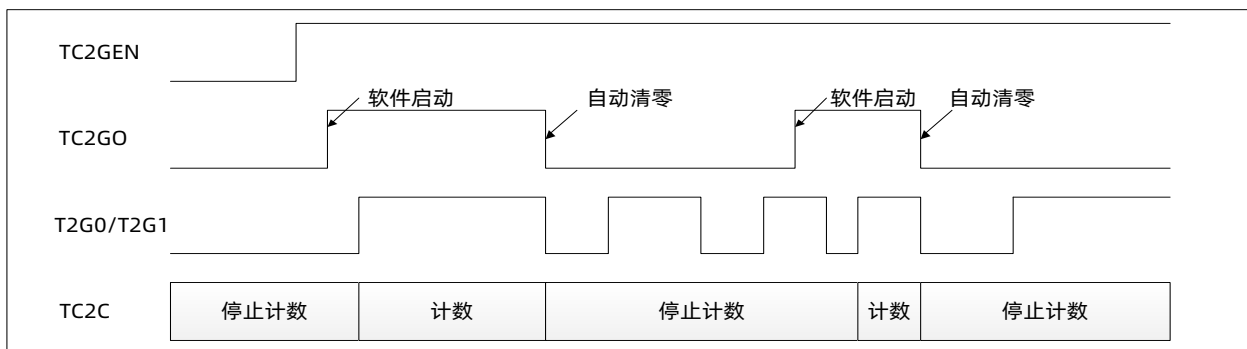 TC2GEN
软件启动 自动清零 软件启动 自动清零
TC2GO
T2G0/T2G1
TC2C 停止计数 计数 停止计数 计数 停止计数